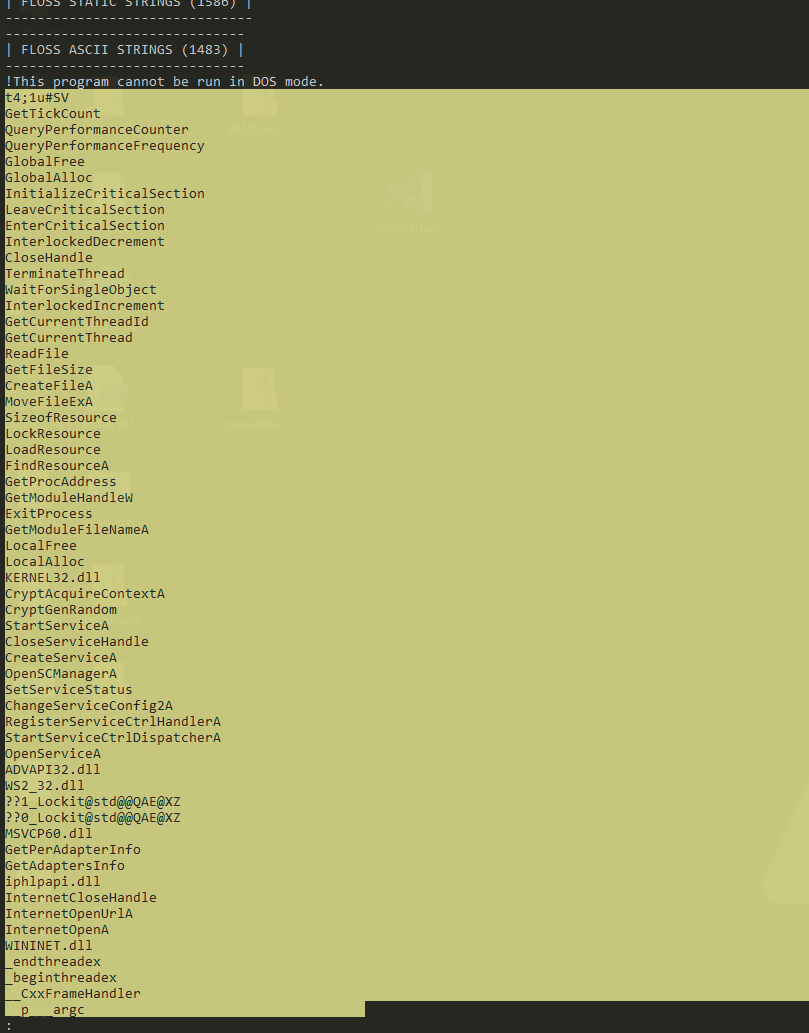 | FLOSS STATIC STRINGS (1586) |
-------------------------------
------------------------------
| FLOSS ASCII STRINGS (1483) |
------------------------------
!This program cannot be run in DOS mode.
t4;1u#SV
GetTickCount
QueryPerformanceCounter
QueryPerformanceFrequency
GlobalFree
GlobalAlloc
InitializeCriticalSection
LeaveCriticalSection
EnterCriticalSection
InterlockedDecrement
CloseHandle
TerminateThread
WaitForSingleObject
InterlockedIncrement
GetCurrentThreadId
GetCurrentThread
ReadFile
GetFileSize
CreateFileA
MoveFileExA
SizeofResource
LockResource
LoadResource
FindResourceA
GetProcAddress
GetModuleHandleW
ExitProcess
GetModuleFileNameA
LocalFree
LocalAlloc
KERNEL32.dll
CryptAcquireContextA
CryptGenRandom
StartServiceA
CloseServiceHandle
CreateServiceA
OpenSCManagerA
SetServiceStatus
ChangeServiceConfig2A
RegisterServiceCtrlHandlerA
StartServiceCtrlDispatcherA
OpenServiceA
ADVAPI32.dll
WS2_32.dll
??1_Lockit@std@@QAE@XZ
??0_Lockit@std@@QAE@XZ
MSVCP60.dll
GetPerAdapterInfo
GetAdaptersInfo
iphlpapi.dll
InternetCloseHandle
InternetOpenUrlA
InternetOpenA
WININET.dll
_endthreadex
_beginthreadex
__CxxFrameHandler
__p___argc
: